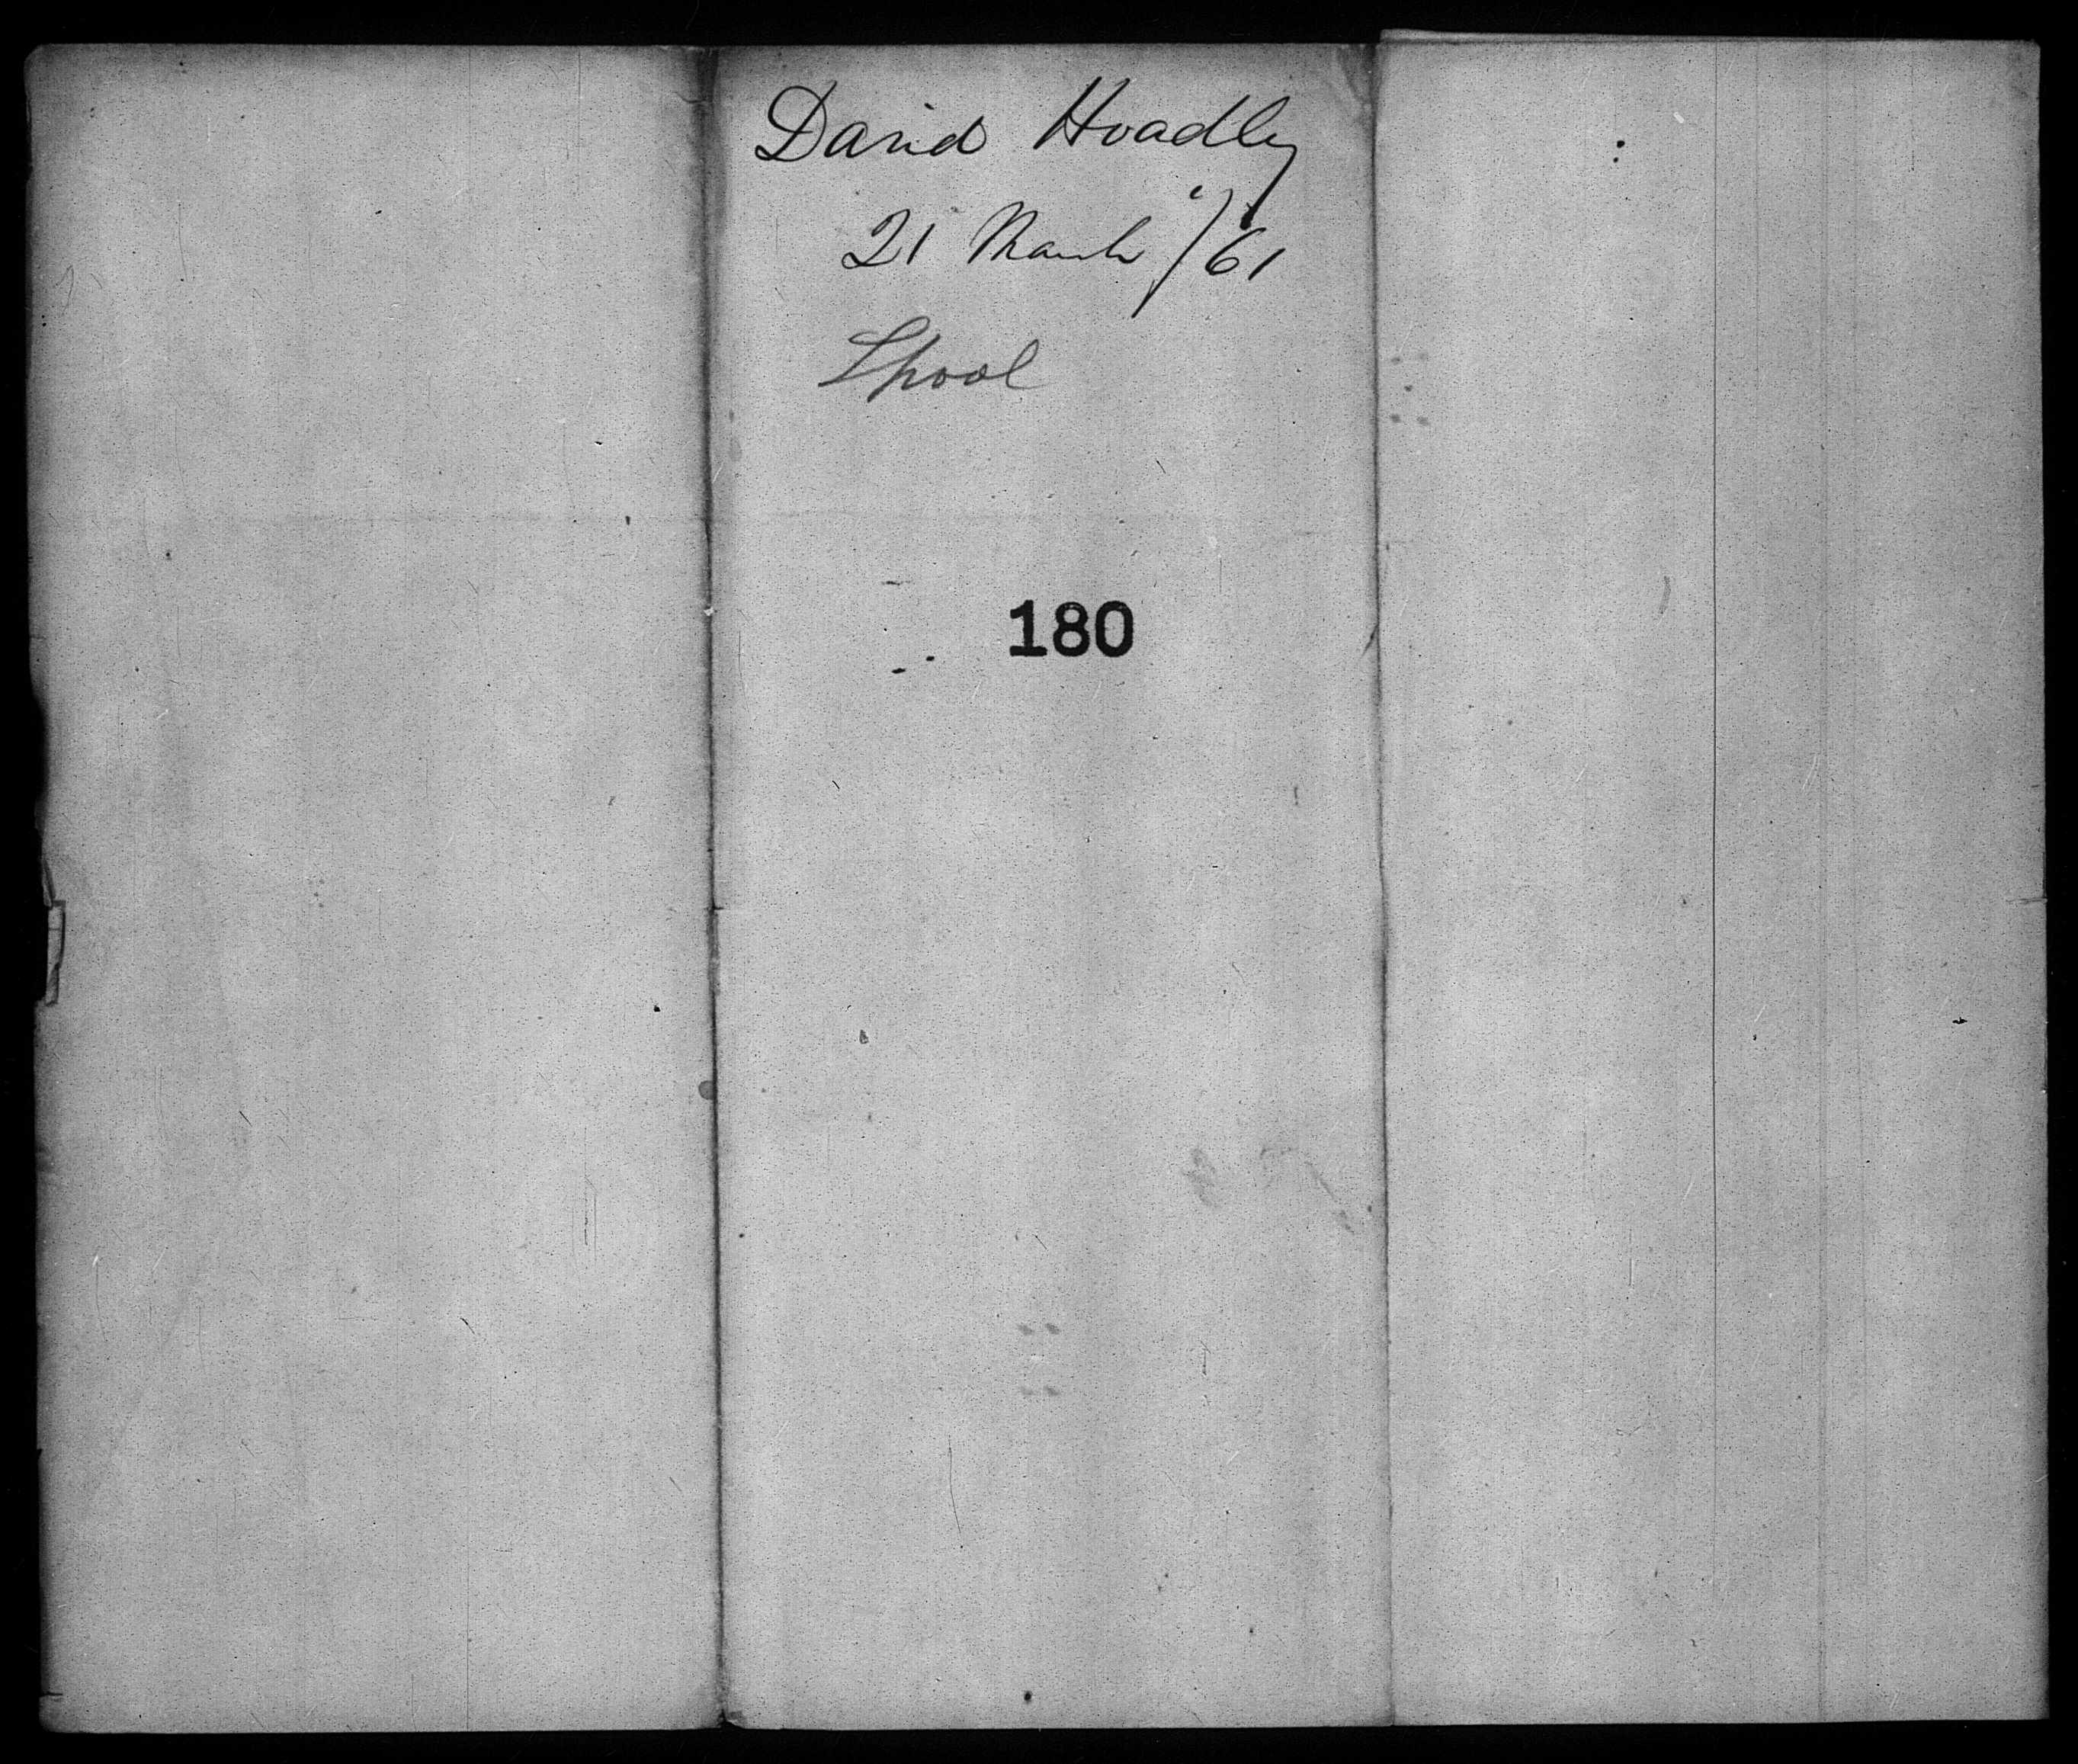 David Hoadley
21 March /61
Lpool
180